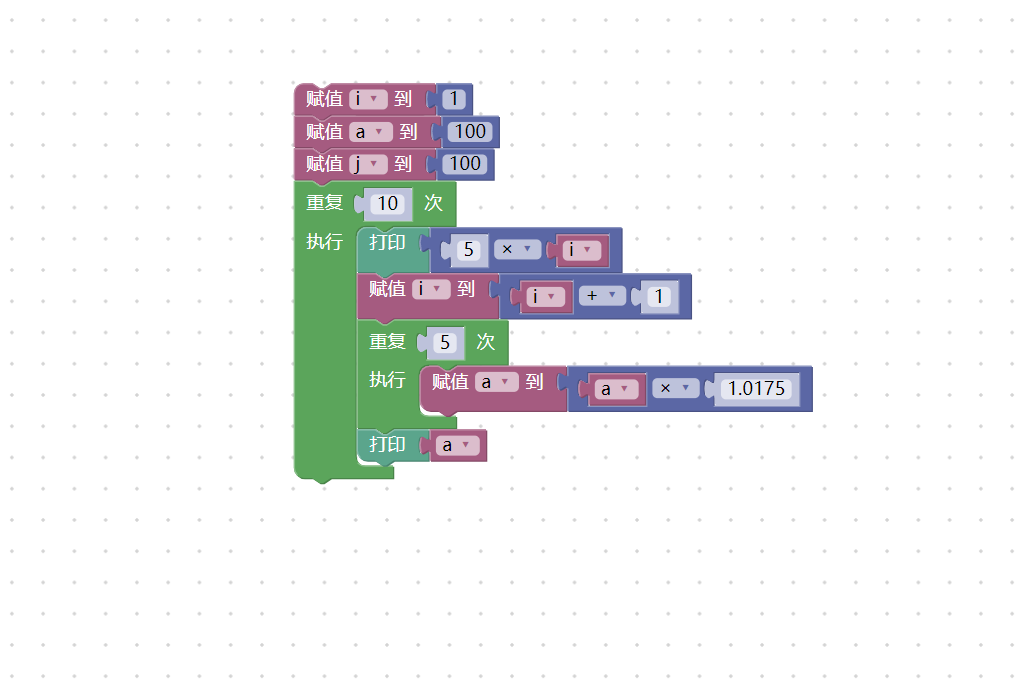 赋值 i 到 1
赋值 a 到 100
赋值 j 到 100
重复 10 次
执行 打印 5 × i
赋值 i 到 i + 1
重复 5 次
执行 赋值 a 到 a × 1.0175
打印 a